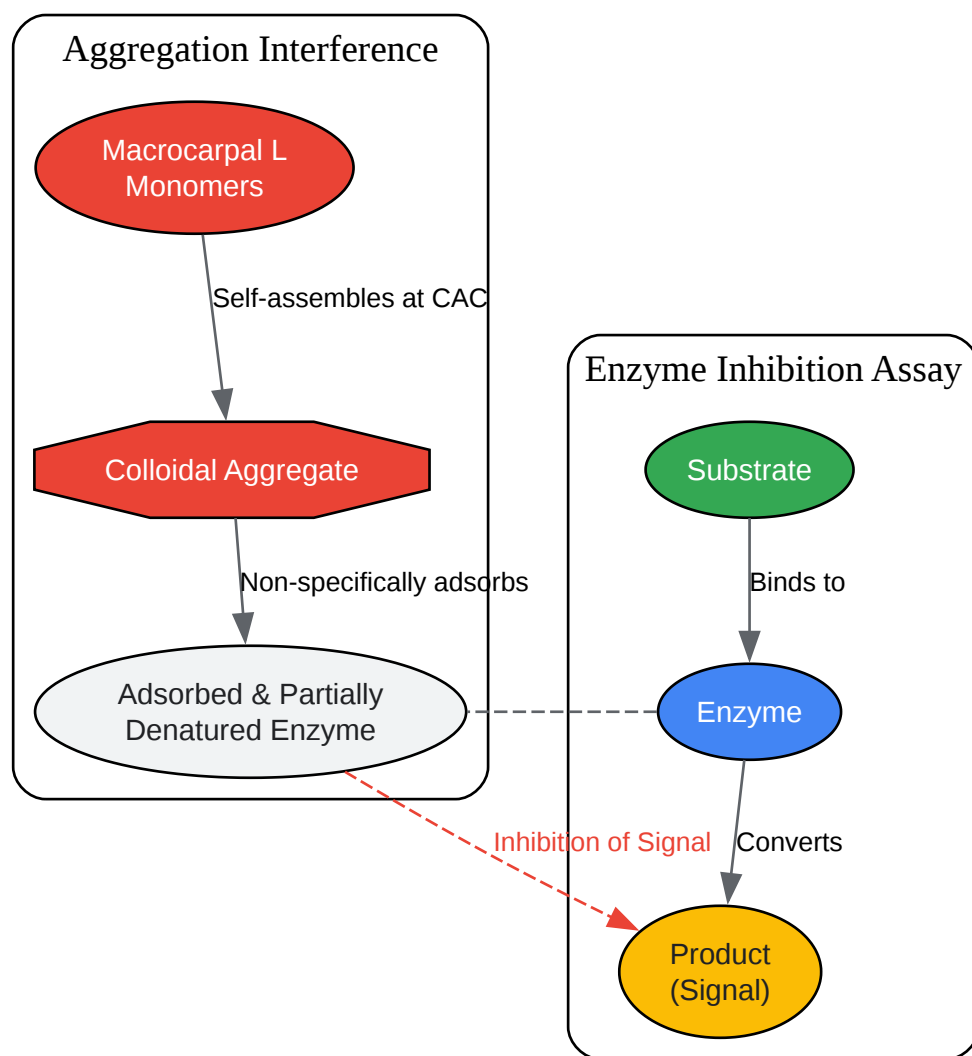 Aggregation Interference
Macrocarpal L
Monomers
Self-assembles at CAC
Colloidal Aggregate
Non-specifically adsorbs
Adsorbed & Partially
Denatured Enzyme
Inhibition of Signal
Enzyme Inhibition Assay
Substrate
Binds to
Enzyme
Converts
Product
(Signal)